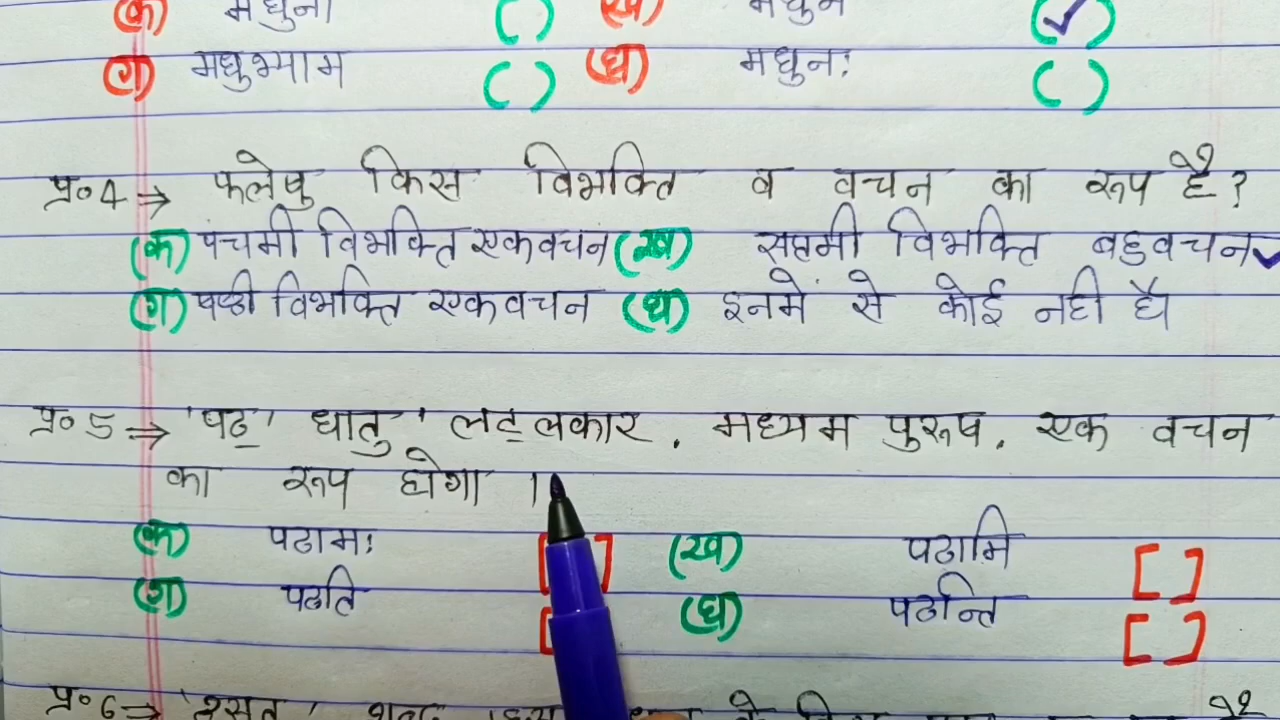 (क) मधुना ( ) (ख) मधुने (✓)
(ग) मधुभ्याम ( ) (घ) मधुनः ( )
प्र०4→ फलेषु किस विभक्ति व वचन का रूप है?
(क) पंचमी विभक्ति एकवचन (ख) सप्तमी विभक्ति बहुवचन ✓
(ग) षष्ठी विभक्ति एकवचन (घ) इनमें से कोई नही है
प्र०5⇒ 'पठ्' धातु' लट्लकार, मध्यम पुरुष, एक वचन
का रूप होगा ।
(क) पठामः [ ] (ख) पठामि [ ]
(ग) पठति [ (घ) पठन्ति [ ]
प्र०6→